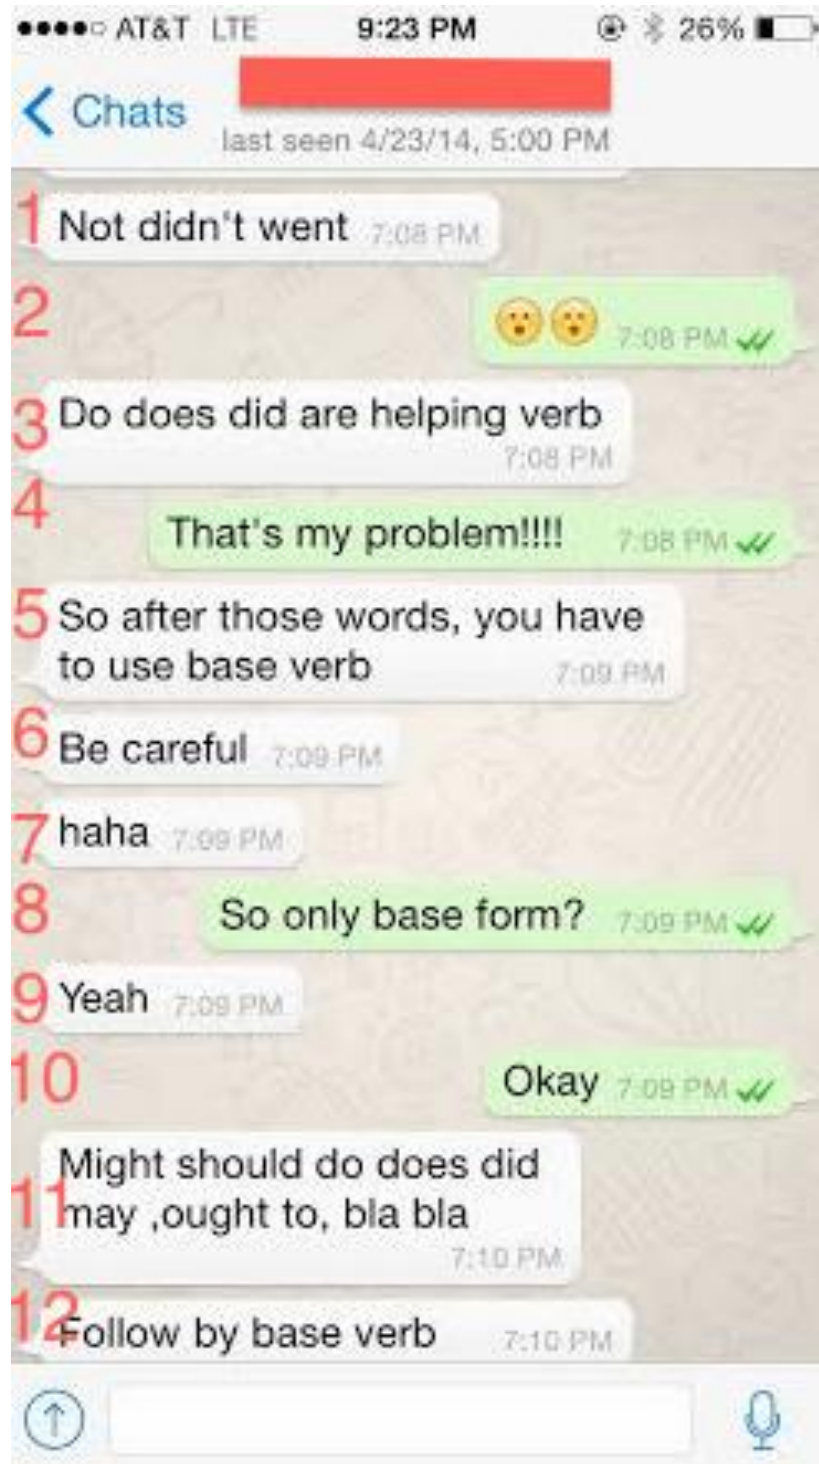 AT&T LTE 9:23 PM 26%
Chats
last seen 4/23/14, 5:00 PM
1 Not didn't went 7:08 PM
2 😮😮 7:08 PM
3 Do does did are helping verb
7:08 PM
4 That's my problem!!!! 7:08 PM
5 So after those words, you have
to use base verb 7:09 PM
6 Be careful 7:09 PM
7 haha 7:09 PM
8 So only base form? 7:09 PM
9 Yeah 7:09 PM
10 Okay 7:09 PM
Might should do does did
11 may ,ought to, bla bla
7:10 PM
12 Follow by base verb 7:10 PM